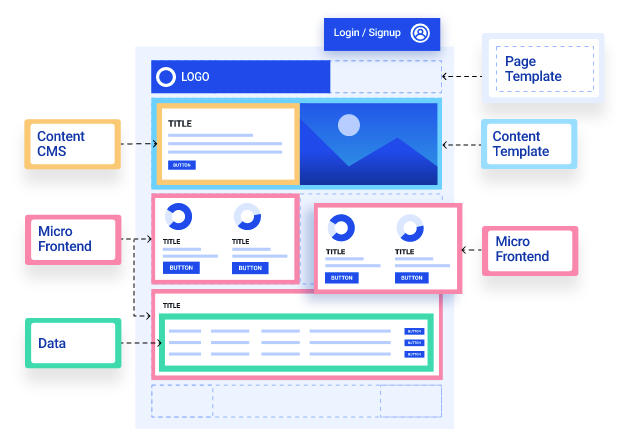 Login / Signup
LOGO
Page
Template
Content
CMS
TITLE
BUTTON
Content
Template
Micro
Frontend
TITLE
TITLE
BUTTON
BUTTON
TITLE
TITLE
BUTTON
BUTTON
Micro
Frontend
TITLE
Data
BUTTON
BUTTON
BUTTON